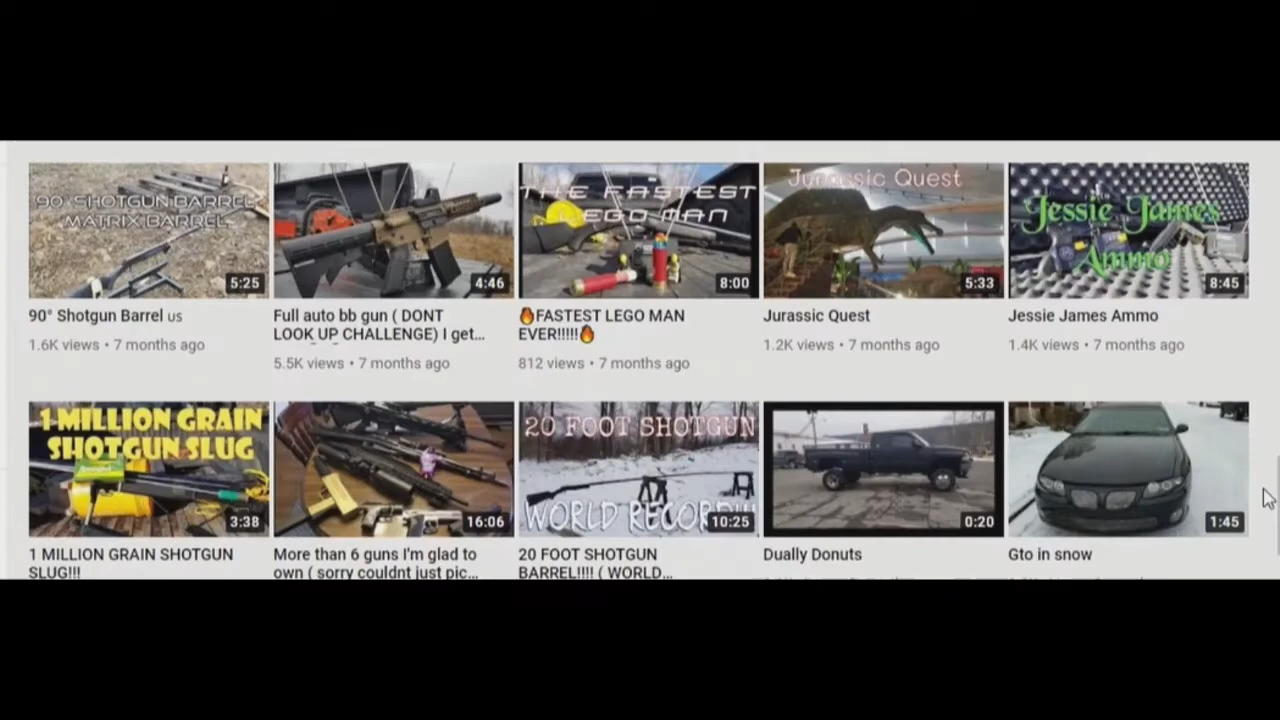 90° SHOTGUN BARREL
MATRIX BARREL
5:25
4:46
THE FASTEST
LEGO MAN
8:00
Jurassic Quest
5:33
Jessie James
Ammo
8:45
90° Shotgun Barrel US
1.6K views • 7 months ago
Full auto bb gun ( DONT
LOOK UP CHALLENGE) I get...
5.5K views • 7 months ago
🔥FASTEST LEGO MAN
EVER!!!!!🔥
812 views • 7 months ago
Jurassic Quest
1.2K views • 7 months ago
Jessie James Ammo
1.4K views • 7 months ago
1 MILLION GRAIN
SHOTGUN SLUG
Remington
3:38
16:06
20 FOOT SHOTGUN
WORLD RECORD
10:25
0:20
1:45
1 MILLION GRAIN SHOTGUN
SLUG!!!
More than 6 guns I'm glad to
own ( sorry couldnt just pic...
20 FOOT SHOTGUN
BARREL!!!! ( WORLD...
Dually Donuts
Gto in snow